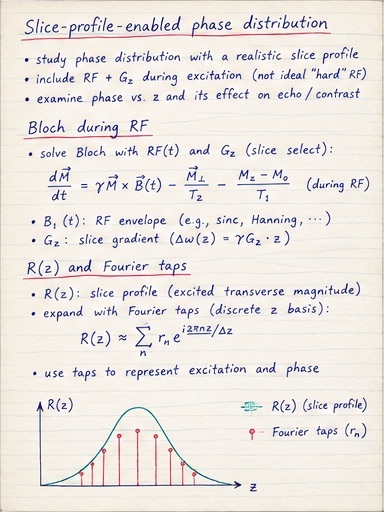 Slice-profile-enabled phase distribution
• study phase distribution with a realistic slice profile
• include RF + G_z during excitation (not ideal "hard" RF)
• examine phase vs. z and its effect on echo/contrast
Bloch during RF
• solve Bloch with RF(t) and G_z (slice select):
dM⃗/dt = γM⃗ × B⃗(t) − M⃗_⊥/T_2 − (M_z − M_0)/T_1 (during RF)
• B_1(t): RF envelope (e.g., sinc, Hanning, ···)
• G_z: slice gradient (Δω(z) = γG_z · z)
R(z) and Fourier taps
• R(z): slice profile (excited transverse magnitude)
• expand with Fourier taps (discrete z basis):
R(z) ≈ ∑_n r_n e^{i2πnz/Δz}
• use taps to represent excitation and phase
R(z)
R(z) (slice profile)
Fourier taps (r_n)
z